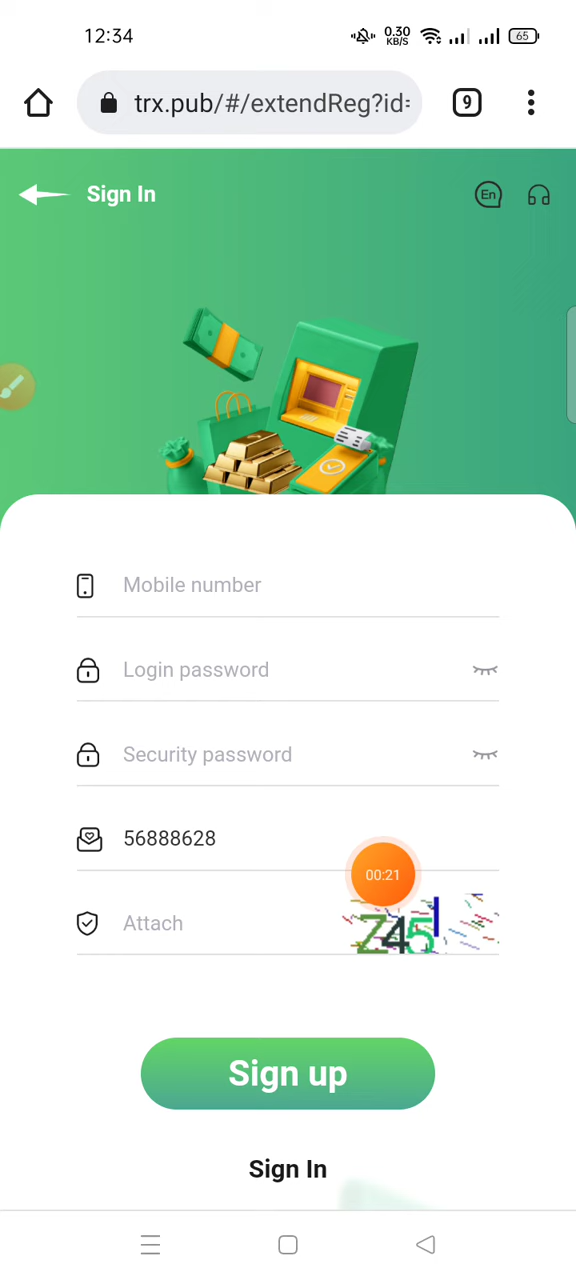 12:34
0.30
KB/S
65
trx.pub/#/extendReg?id=
9
Sign In
En
Mobile number
Login password
Security password
56888628
00:21
Attach
Z45l
Sign up
Sign In